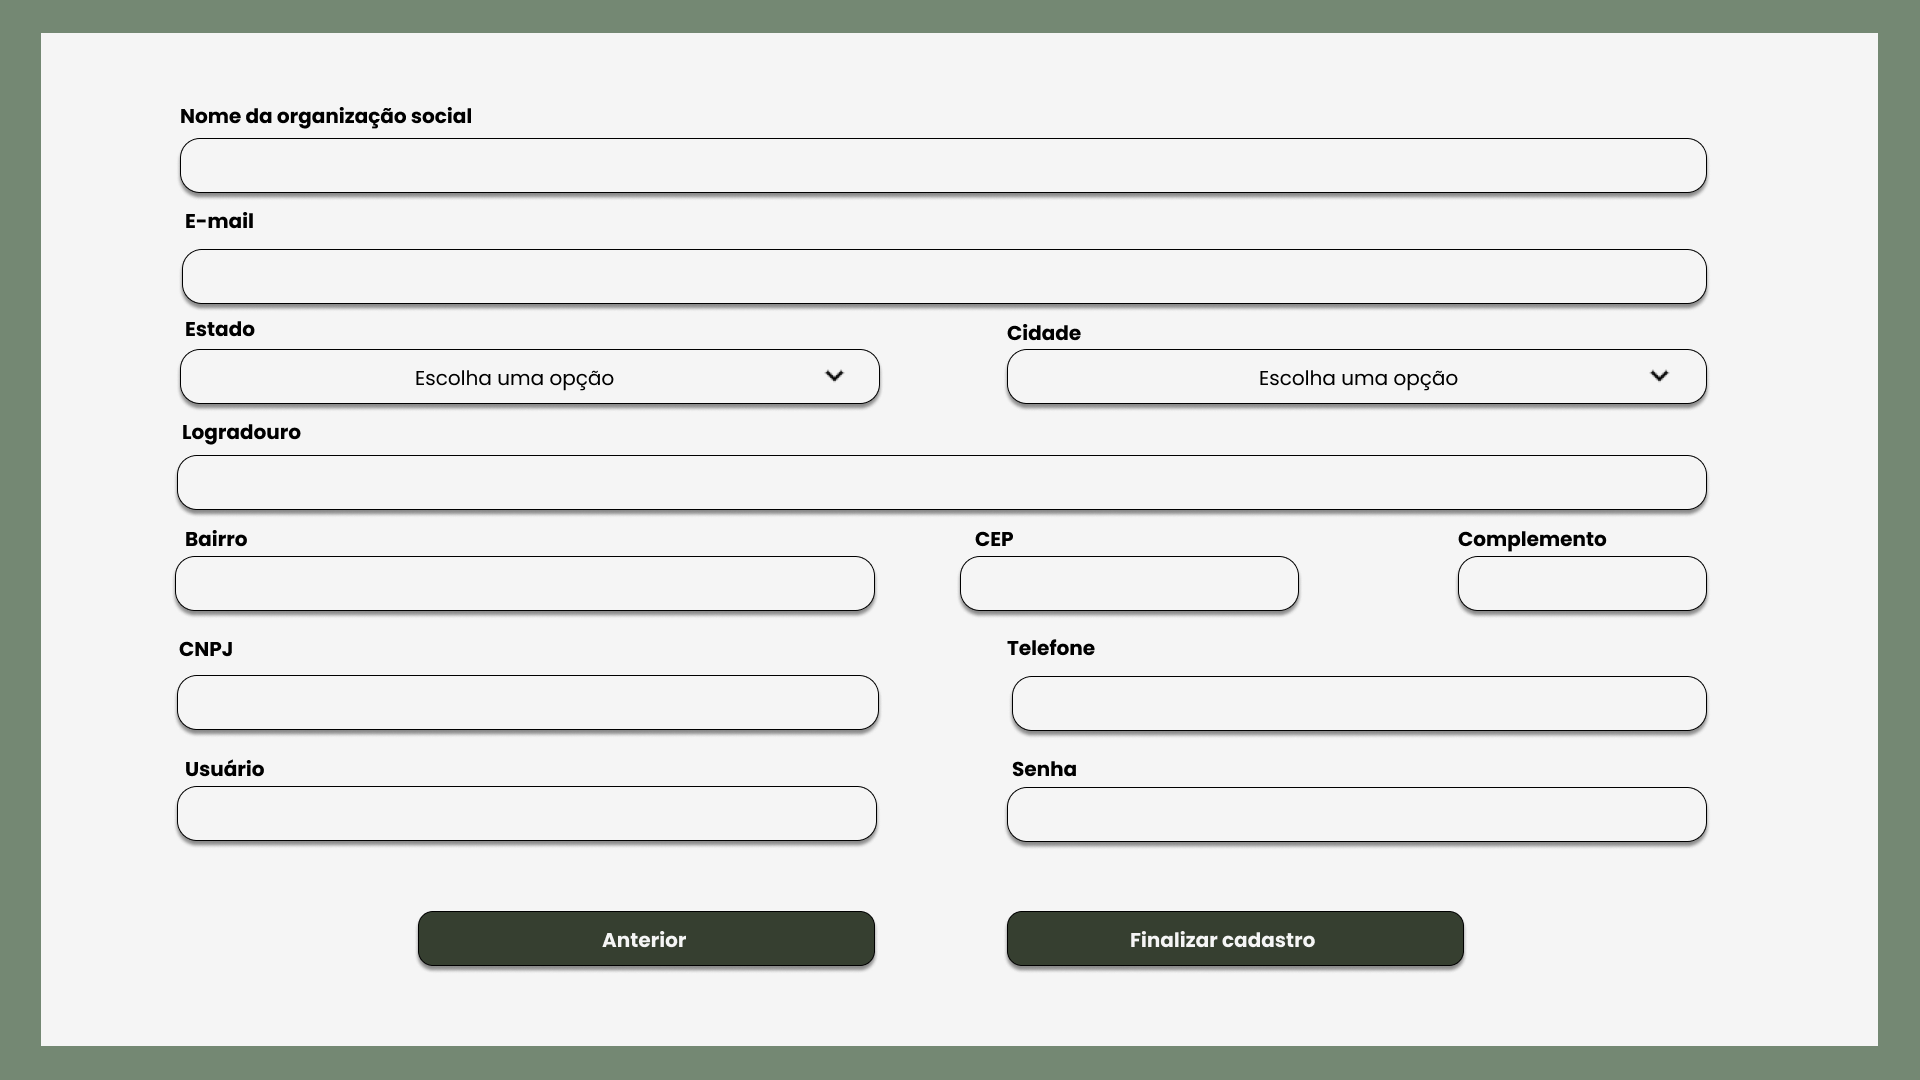 Nome da organização social
E-mail
Estado
Cidade
Escolha uma opção
Escolha uma opção
Logradouro
Bairro
CEP
Complemento
CNPJ
Telefone
Usuário
Senha
Anterior
Finalizar cadastro